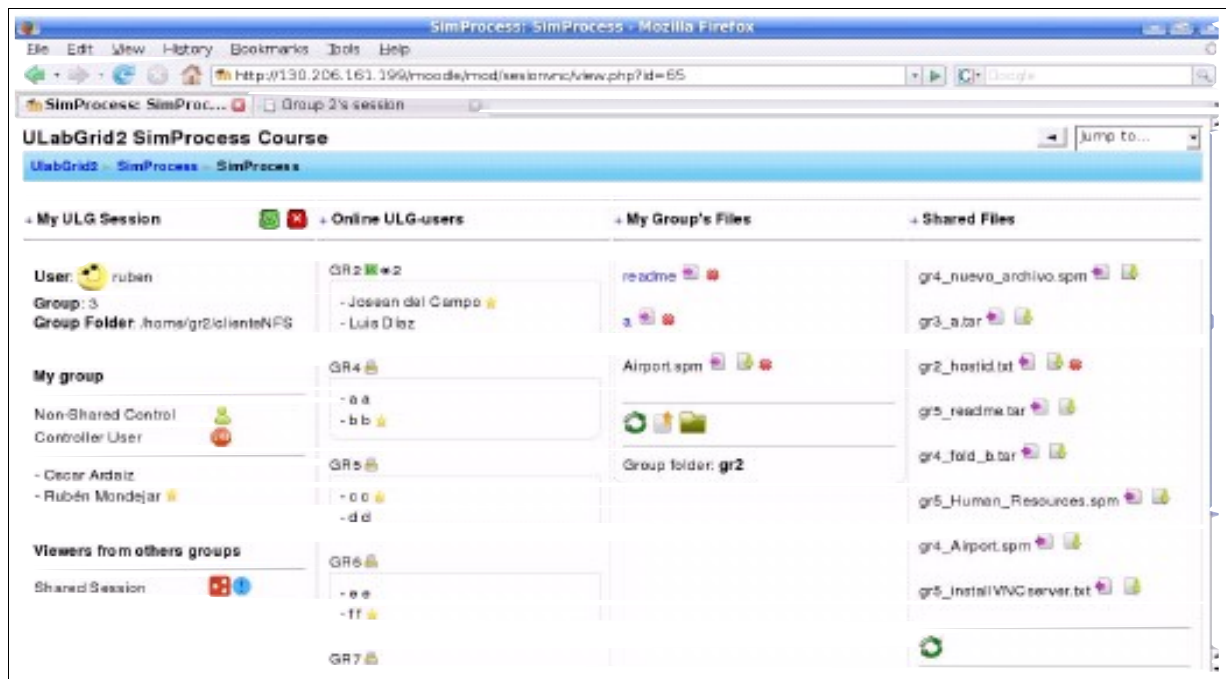 SimProcess: SimProcess - Mozilla Firefox
File Edit View History Bookmarks Tools Help
http://130.206.161.199/moodle/mod/sesionvnc/view.php?id=65
Google
SimProcess: SimProc...
Group 2's session
ULabGrid2 SimProcess Course
Jump to...
UlabGrid2 - SimProcess - SimProcess
+ My ULG Session
User: ruben
Group: 3
Group Folder: /home/gr2/clienteNFS
My group
Non-Shared Control
Controller User
- Oscar Ardaiz
- Rubén Mondejar
Viewers from others groups
Shared Session
+ Online ULG-users
GR2 2
- Josean del Campo
- Luis Díaz
GR4
- a a
- b b
GR5
- c c
- d d
GR6
- e e
- f f
GR7
+ My Group's Files
readme
a
Airport.spm
Group folder: gr2
+ Shared Files
gr4_nuevo_archivo.spm
gr3_a.tar
gr2_hostid.txt
gr5_readme.tar
gr4_fold_b.tar
gr5_Human_Resources.spm
gr4_Airport.spm
gr5_installVNCserver.txt